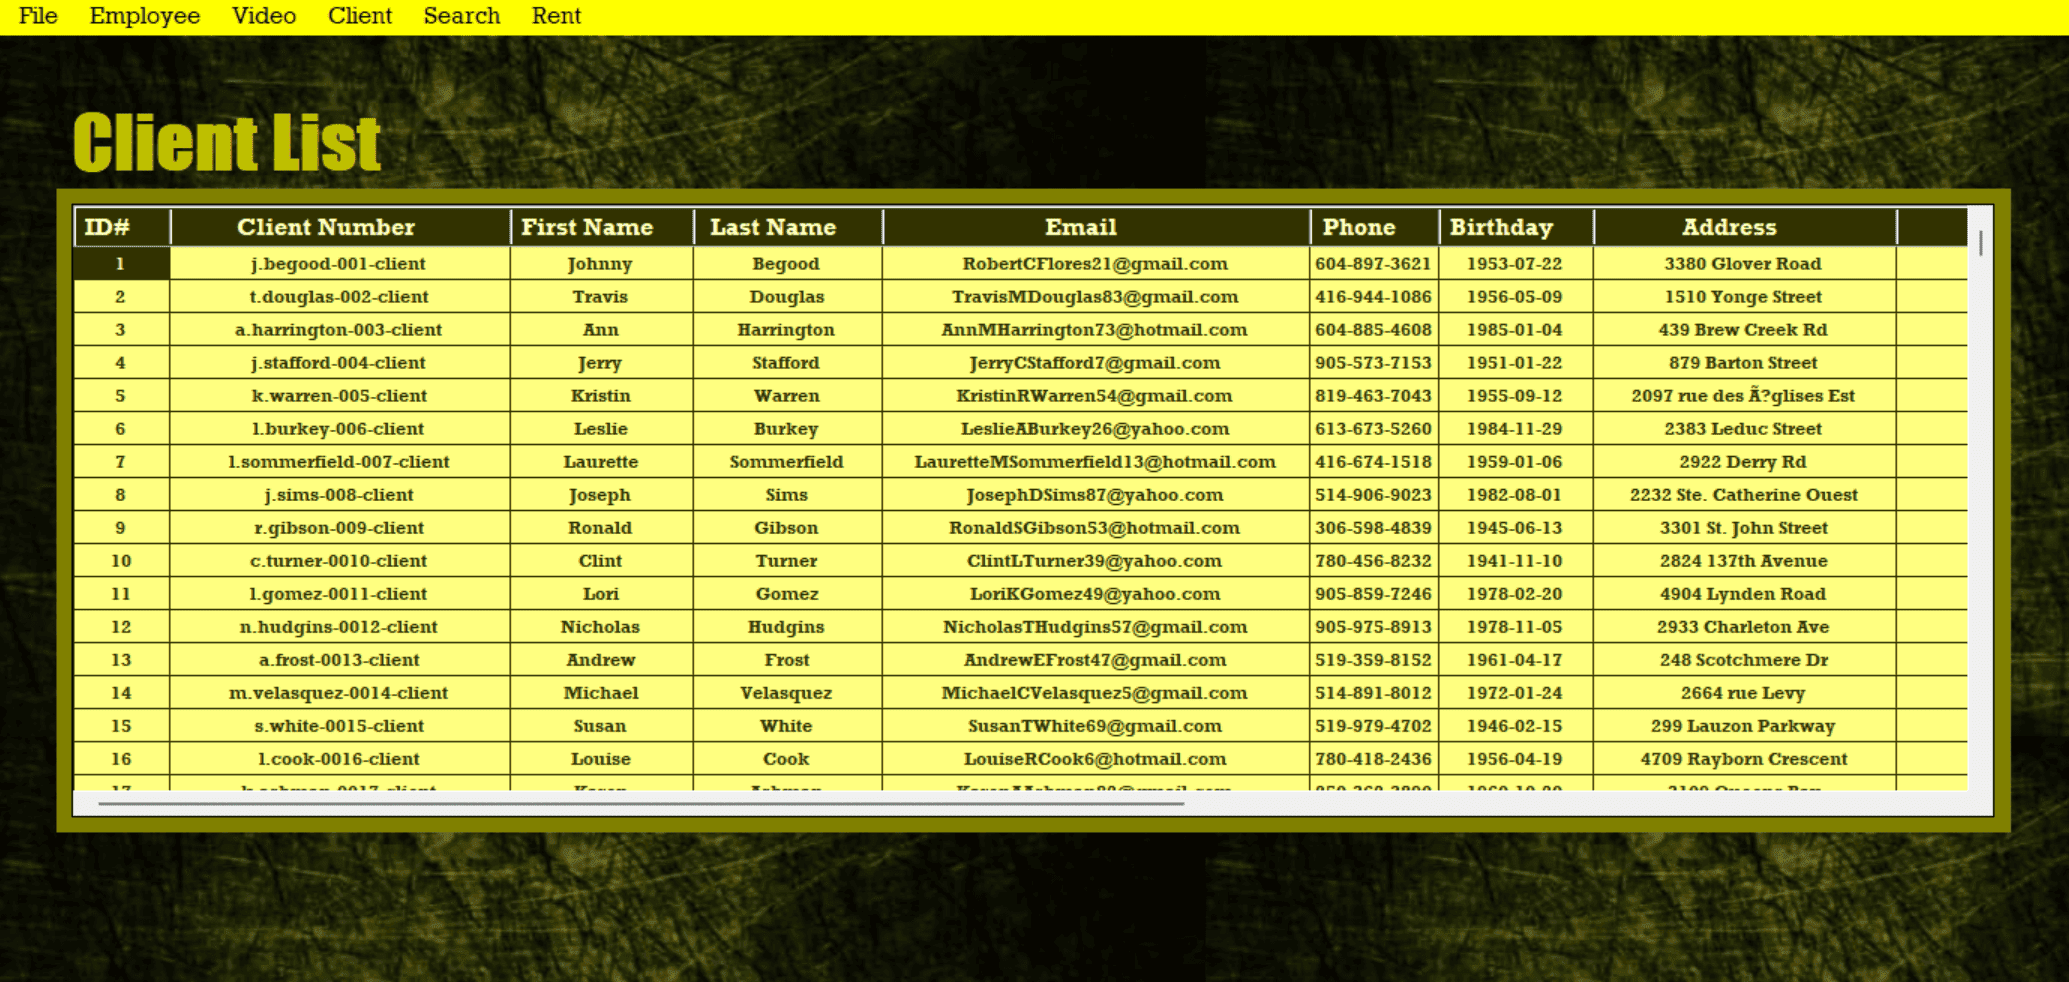 File Employee Video Client Search Rent
Client List
ID# Client Number First Name Last Name Email Phone Birthday Address
1 j.begood-001-client Johnny Begood RobertCFlores21@gmail.com 604-897-3621 1953-07-22 3380 Glover Road
2 t.douglas-002-client Travis Douglas TravisMDouglas83@gmail.com 416-944-1086 1956-05-09 1510 Yonge Street
3 a.harrington-003-client Ann Harrington AnnMHarrington73@hotmail.com 604-885-4608 1985-01-04 439 Brew Creek Rd
4 j.stafford-004-client Jerry Stafford JerryCStafford7@gmail.com 905-573-7153 1951-01-22 879 Barton Street
5 k.warren-005-client Kristin Warren KristinRWarren54@gmail.com 819-463-7043 1955-09-12 2097 rue des Ã?glises Est
6 l.burkey-006-client Leslie Burkey LeslieABurkey26@yahoo.com 613-673-5260 1984-11-29 2383 Leduc Street
7 l.sommerfield-007-client Laurette Sommerfield LauretteMSommerfield13@hotmail.com 416-674-1518 1959-01-06 2922 Derry Rd
8 j.sims-008-client Joseph Sims JosephDSims87@yahoo.com 514-906-9023 1982-08-01 2232 Ste. Catherine Ouest
9 r.gibson-009-client Ronald Gibson RonaldSGibson53@hotmail.com 306-598-4839 1945-06-13 3301 St. John Street
10 c.turner-0010-client Clint Turner ClintLTurner39@yahoo.com 780-456-8232 1941-11-10 2824 137th Avenue
11 l.gomez-0011-client Lori Gomez LoriKGomez49@yahoo.com 905-859-7246 1978-02-20 4904 Lynden Road
12 n.hudgins-0012-client Nicholas Hudgins NicholasTHudgins57@gmail.com 905-975-8913 1978-11-05 2933 Charleton Ave
13 a.frost-0013-client Andrew Frost AndrewEFrost47@gmail.com 519-359-8152 1961-04-17 248 Scotchmere Dr
14 m.velasquez-0014-client Michael Velasquez MichaelCVelasquez5@gmail.com 514-891-8012 1972-01-24 2664 rue Levy
15 s.white-0015-client Susan White SusanTWhite69@gmail.com 519-979-4702 1946-02-15 299 Lauzon Parkway
16 l.cook-0016-client Louise Cook LouiseRCook6@hotmail.com 780-418-2436 1956-04-19 4709 Rayborn Crescent